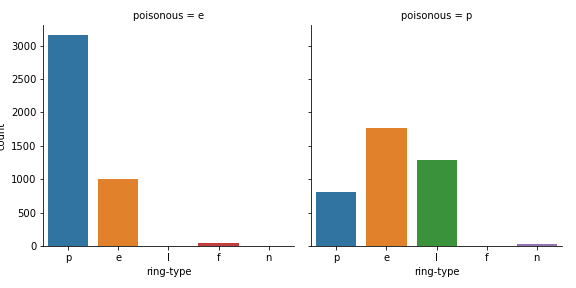 poisonous = e
poisonous = p
3000
2500
2000
1500
1000
500
0
count
p e l f n
p e l f n
ring-type
ring-type